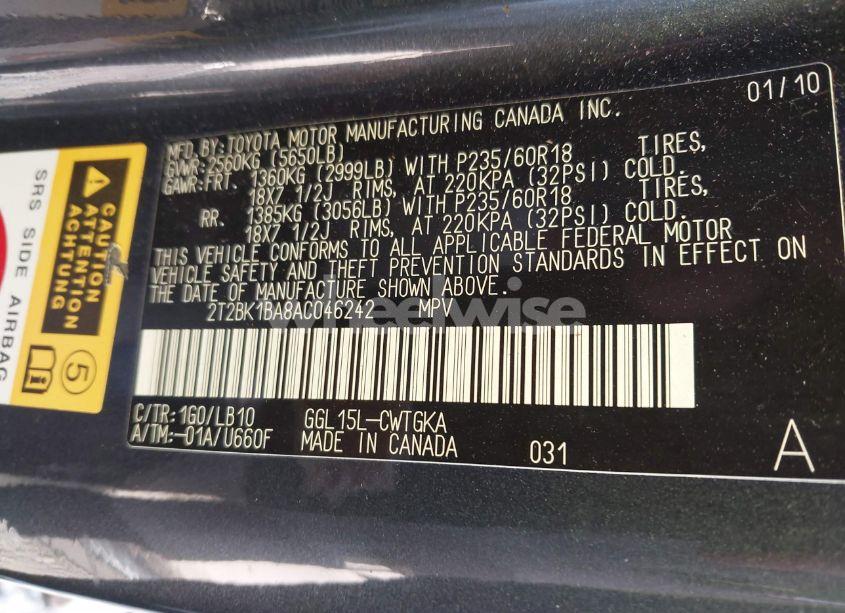 01/10
MFD. BY: TOYOTA MOTOR MANUFACTURING CANADA INC.
GVWR: 2560KG (5650LB)
GAWR: FRT. 1360KG (2999LB) WITH P235/60R18 TIRES,
18X7 1/2J RIMS, AT 220KPA (32PSI) COLD.
RR. 1385KG (3056LB) WITH P235/60R18 TIRES,
18X7 1/2J RIMS, AT 220KPA (32PSI) COLD.
THIS VEHICLE CONFORMS TO ALL APPLICABLE FEDERAL MOTOR
VEHICLE SAFETY AND THEFT PREVENTION STANDARDS IN EFFECT ON
THE DATE OF MANUFACTURE SHOWN ABOVE.
2T2BK1BA8AC046242 MPV
wheelwise
C/TR: 1G0/LB10 GGL15L-CWTGKA
A/TM: -01A/U660F MADE IN CANADA 031
A
CAUTION
ATTENTION
ACHTUNG
5
SRS SIDE AIRBAG